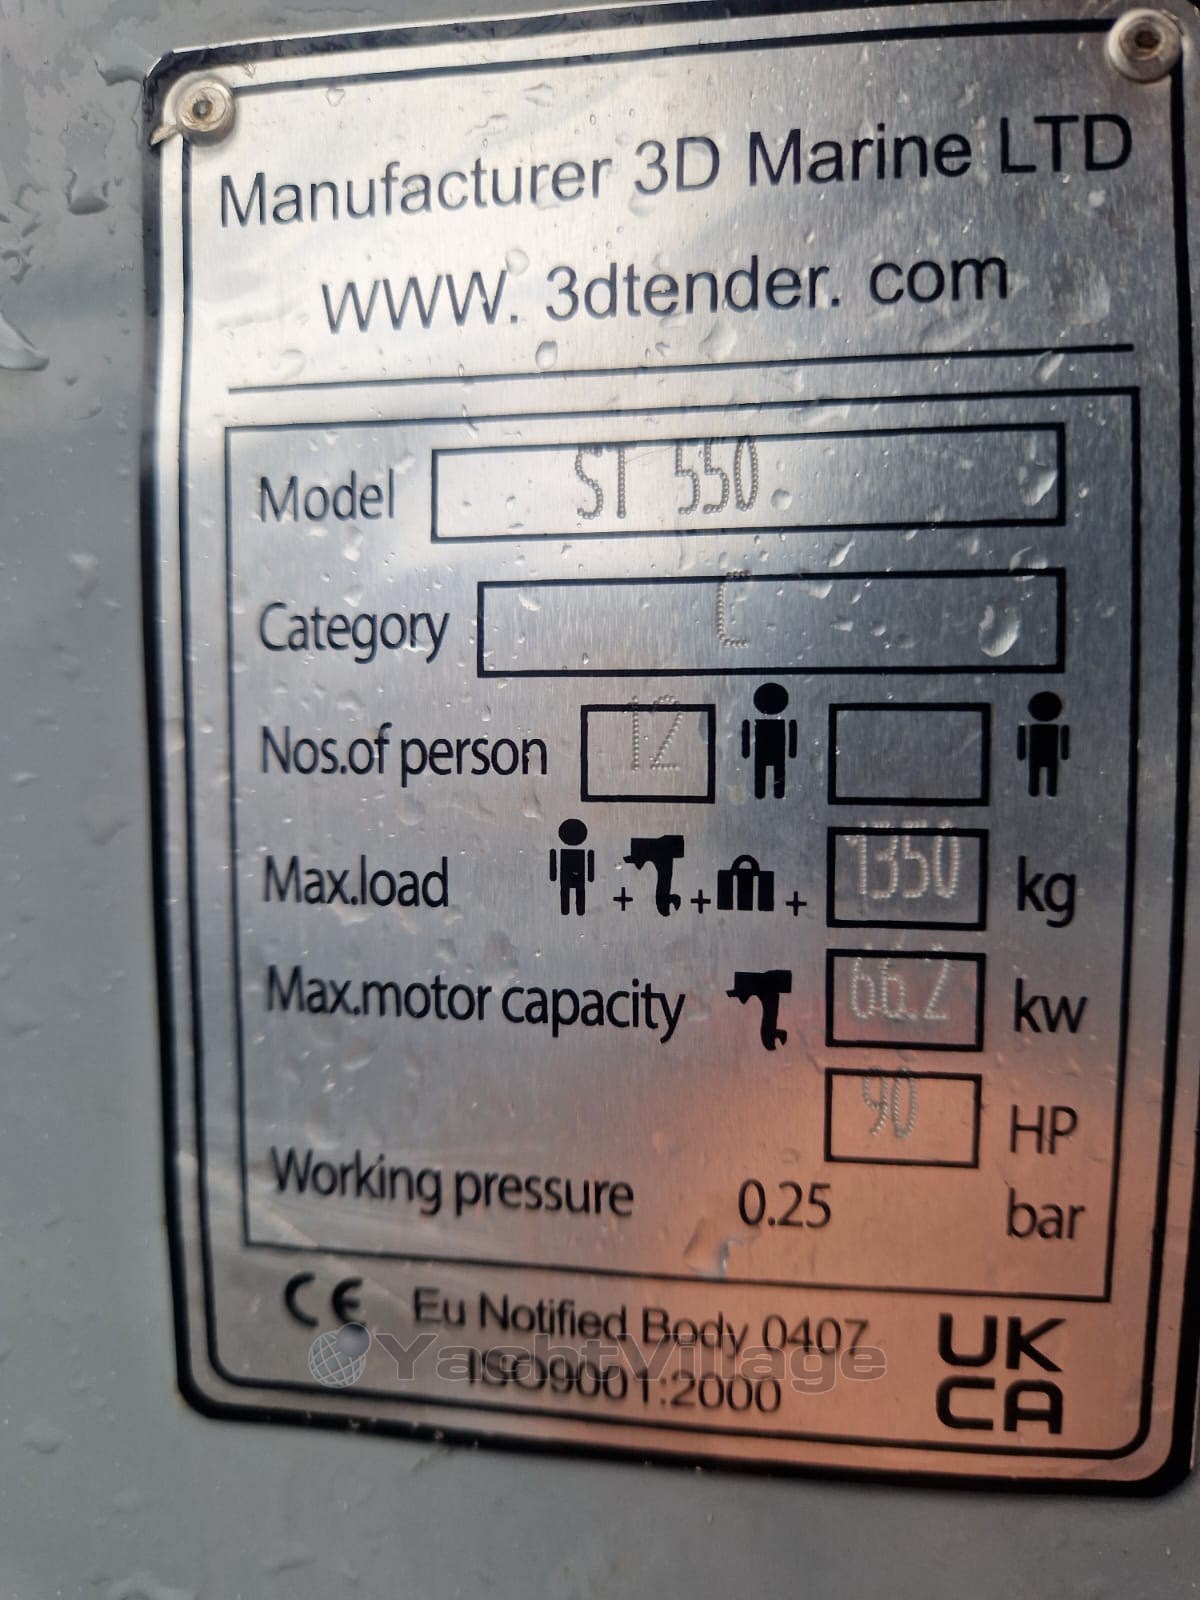 Manufacturer 3D Marine LTD
WWW. 3dtender. com
Model ST 550
Category C
Nos.of person 12
Max.load + + + 1350 kg
Max.motor capacity 66.2 kw
90 HP
Working pressure 0.25 bar
CE Eu Notified Body 0407 UK
YachtVillage
ISO9001:2000 CA